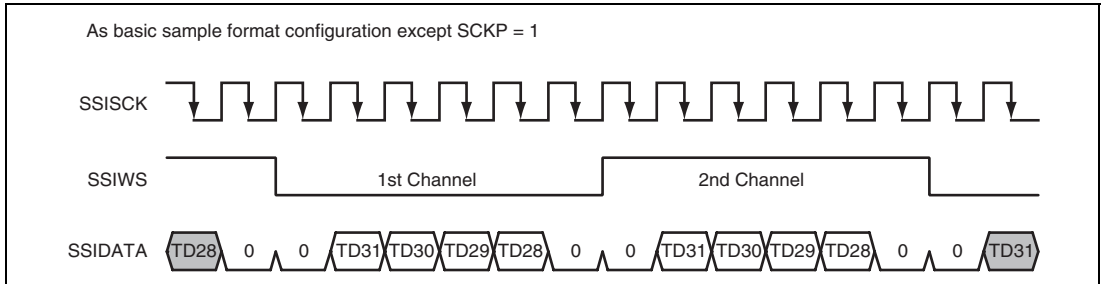 As basic sample format configuration except SCKP = 1
SSISCK
SSIWS 1st Channel 2nd Channel
SSIDATA TD28 0 0 TD31 TD30 TD29 TD28 0 0 TD31 TD30 TD29 TD28 0 0 TD31